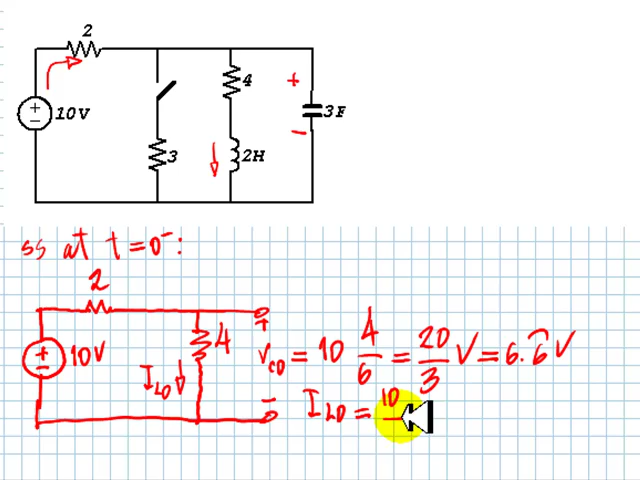 2
10V
3
4
2H
3F
+
−
ss at t=0⁻:
2
10V
4
I_L0
+
V_C0 = 10 4/6 = 20/3 V = 6.6̄ V
−
I_L0 = 10